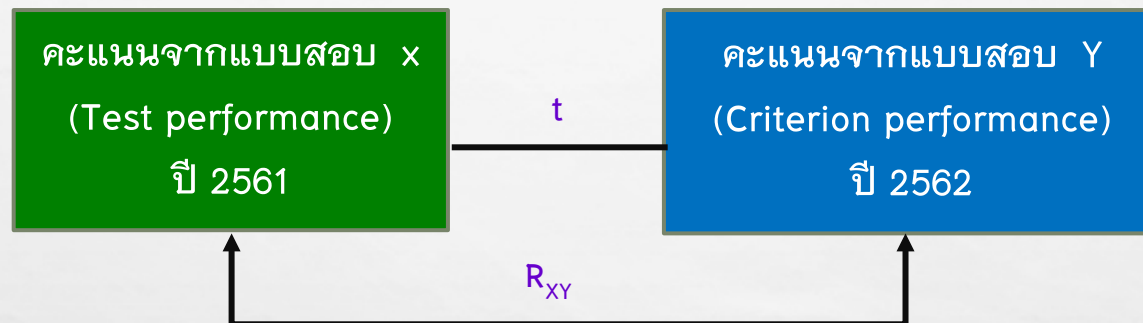 คะแนนจากแบบสอบ x
(Test performance)
ปี 2561
t
คะแนนจากแบบสอบ Y
(Criterion performance)
ปี 2562
R_XY